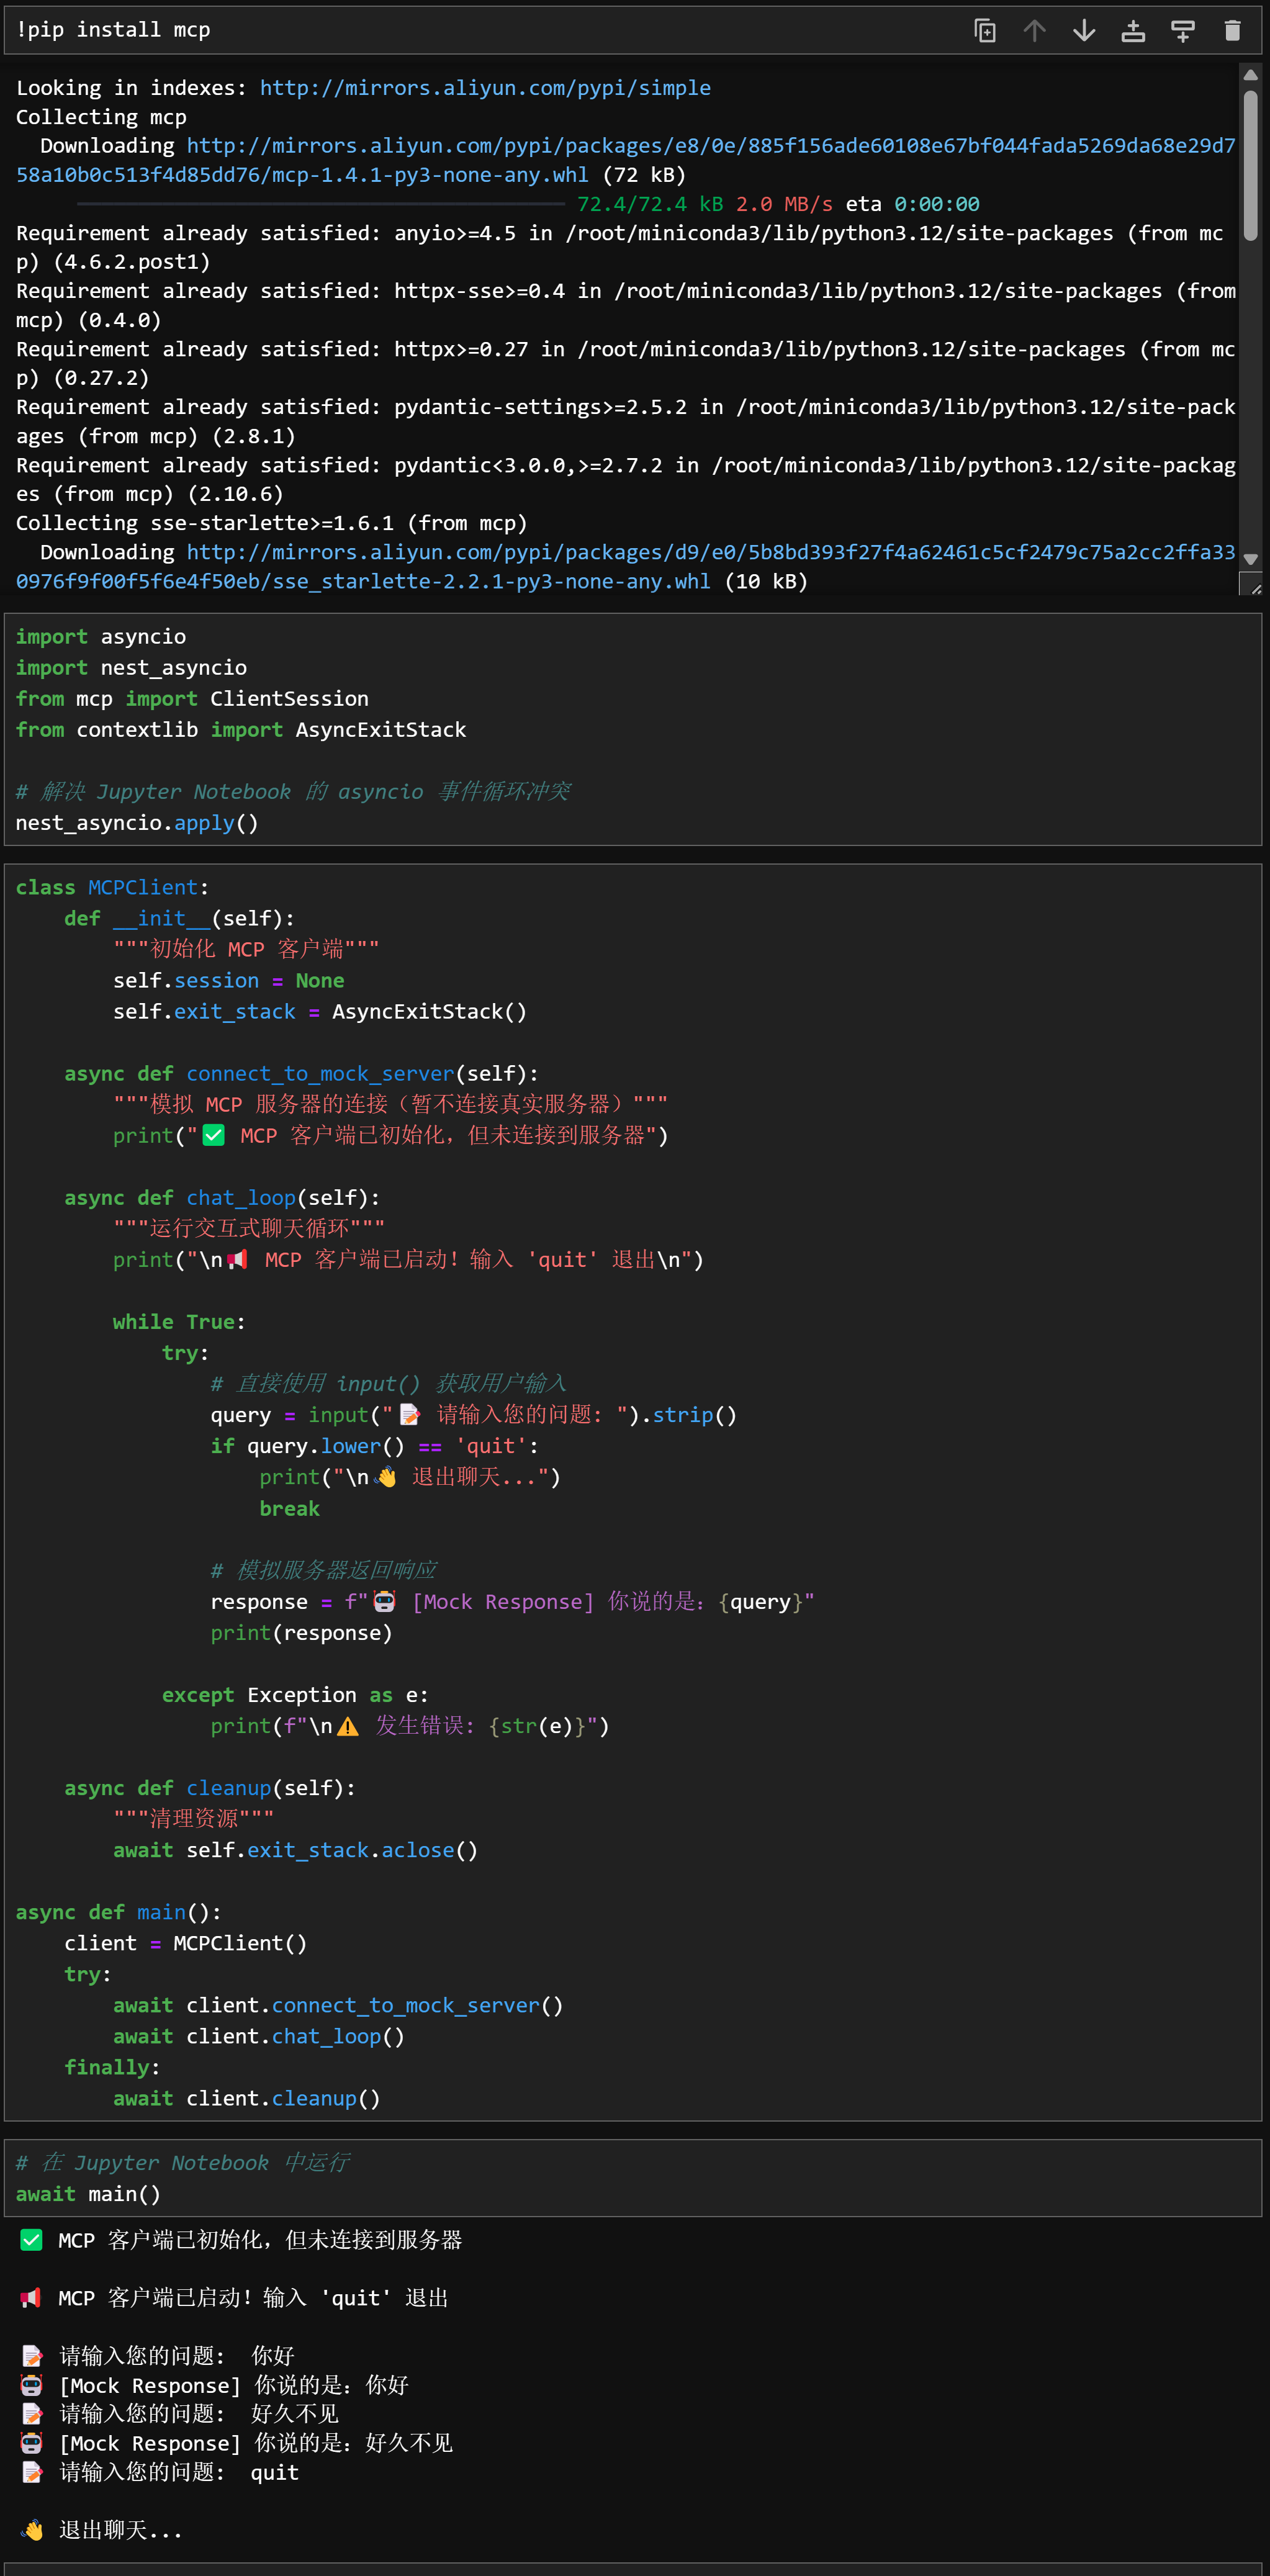 !pip install mcp
Looking in indexes: http://mirrors.aliyun.com/pypi/simple
Collecting mcp
  Downloading http://mirrors.aliyun.com/pypi/packages/e8/0e/885f156ade60108e67bf044fada5269da68e29d7
58a10b0c513f4d85dd76/mcp-1.4.1-py3-none-any.whl (72 kB)
72.4/72.4 kB 2.0 MB/s eta 0:00:00
Requirement already satisfied: anyio>=4.5 in /root/miniconda3/lib/python3.12/site-packages (from mc
p) (4.6.2.post1)
Requirement already satisfied: httpx-sse>=0.4 in /root/miniconda3/lib/python3.12/site-packages (from
mcp) (0.4.0)
Requirement already satisfied: httpx>=0.27 in /root/miniconda3/lib/python3.12/site-packages (from mc
p) (0.27.2)
Requirement already satisfied: pydantic-settings>=2.5.2 in /root/miniconda3/lib/python3.12/site-pack
ages (from mcp) (2.8.1)
Requirement already satisfied: pydantic<3.0.0,>=2.7.2 in /root/miniconda3/lib/python3.12/site-packag
es (from mcp) (2.10.6)
Collecting sse-starlette>=1.6.1 (from mcp)
  Downloading http://mirrors.aliyun.com/pypi/packages/d9/e0/5b8bd393f27f4a62461c5cf2479c75a2cc2ffa33
0976f9f00f5f6e4f50eb/sse_starlette-2.2.1-py3-none-any.whl (10 kB)
import asyncio
import nest_asyncio
from mcp import ClientSession
from contextlib import AsyncExitStack
# 解决 Jupyter Notebook 的 asyncio 事件循环冲突
nest_asyncio.apply()
class MCPClient:
    def __init__(self):
        """初始化 MCP 客户端"""
        self.session = None
        self.exit_stack = AsyncExitStack()
    async def connect_to_mock_server(self):
        """模拟 MCP 服务器的连接（暂不连接真实服务器）"""
        print("✅ MCP 客户端已初始化，但未连接到服务器")
    async def chat_loop(self):
        """运行交互式聊天循环"""
        print("\n📢 MCP 客户端已启动！输入 'quit' 退出\n")
        while True:
            try:
                # 直接使用 input() 获取用户输入
                query = input("📝 请输入您的问题: ").strip()
                if query.lower() == 'quit':
                    print("\n👋 退出聊天...")
                    break
                # 模拟服务器返回响应
                response = f"🤖 [Mock Response] 你说的是：{query}"
                print(response)
            except Exception as e:
                print(f"\n⚠️ 发生错误: {str(e)}")
    async def cleanup(self):
        """清理资源"""
        await self.exit_stack.aclose()
async def main():
    client = MCPClient()
    try:
        await client.connect_to_mock_server()
        await client.chat_loop()
    finally:
        await client.cleanup()
# 在 Jupyter Notebook 中运行
await main()
✅ MCP 客户端已初始化，但未连接到服务器
📢 MCP 客户端已启动！输入 'quit' 退出
📝 请输入您的问题:  你好
🤖 [Mock Response] 你说的是：你好
📝 请输入您的问题:  好久不见
🤖 [Mock Response] 你说的是：好久不见
📝 请输入您的问题:  quit
👋 退出聊天...